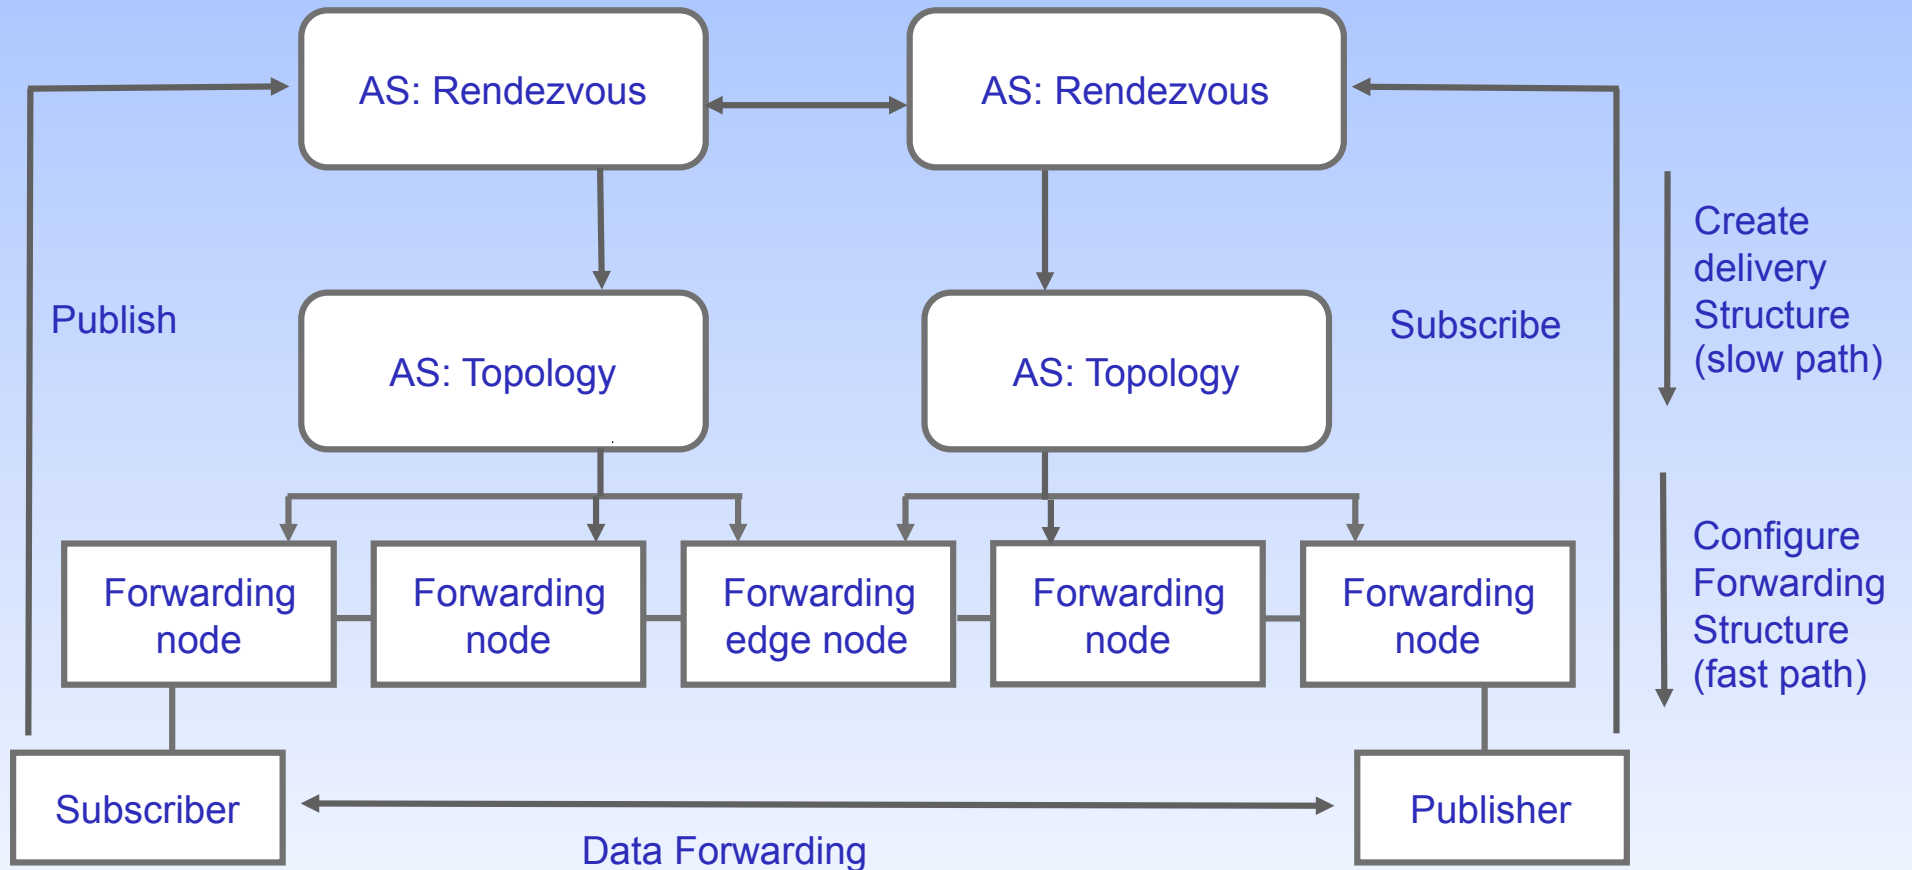 AS: Rendezvous
AS: Rendezvous
Publish
AS: Topology
AS: Topology
Subscribe
Create
delivery
Structure
(slow path)
Forwarding
node
Forwarding
node
Forwarding
edge node
Forwarding
node
Forwarding
node
Configure
Forwarding
Structure
(fast path)
Subscriber
Data Forwarding
Publisher